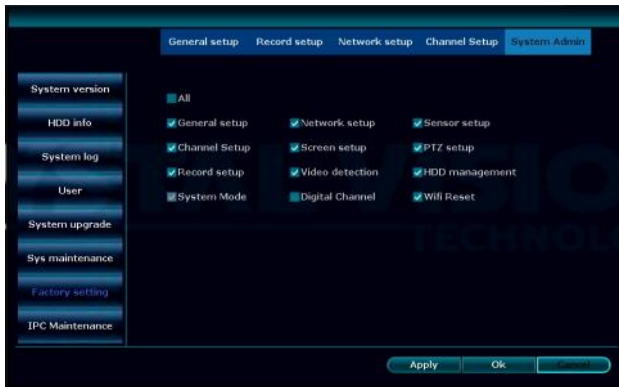 General setup Record setup Network setup Channel Setup System Admin
System version
All
HDD info
General setup Network setup Sensor setup
System log
Channel Setup Screen setup PTZ setup
Record setup Video detection HDD management
User
System Mode Digital Channel Wifi Reset
System upgrade
Sys maintenance
Factory setting
IPC Maintenance
Apply Ok Cancel